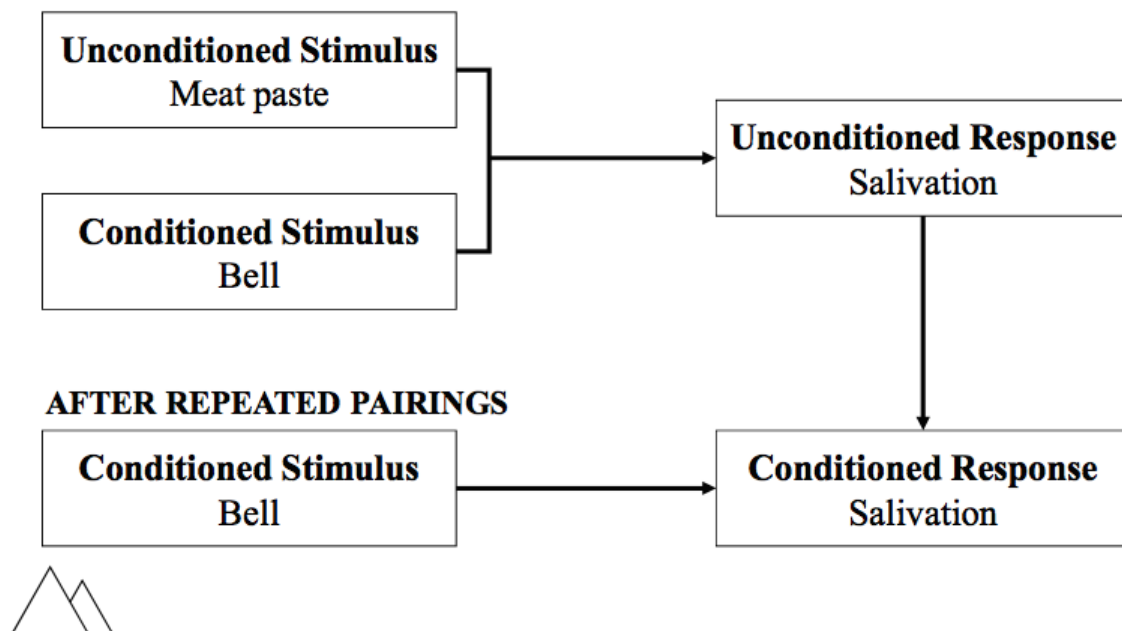 Unconditioned Stimulus
Meat paste
Unconditioned Response
Salivation
Conditioned Stimulus
Bell
AFTER REPEATED PAIRINGS
Conditioned Stimulus
Bell
Conditioned Response
Salivation